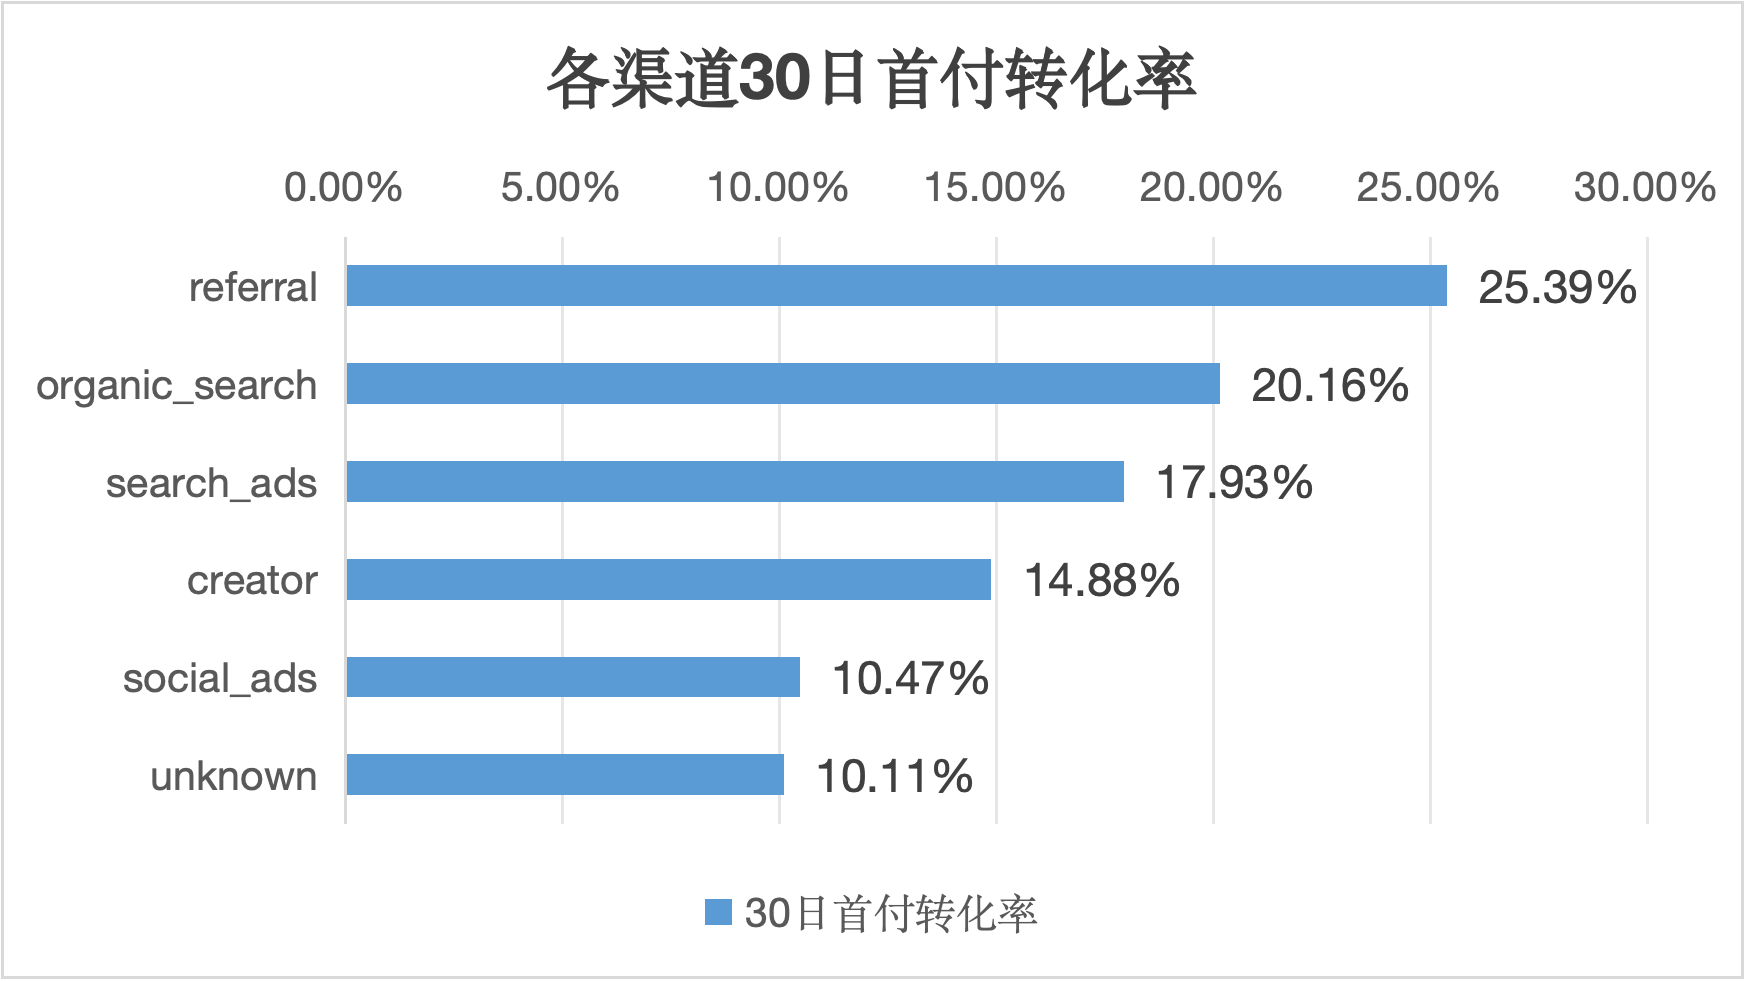 各渠道30日首付转化率
0.00% 5.00% 10.00% 15.00% 20.00% 25.00% 30.00%
referral 25.39%
organic_search 20.16%
search_ads 17.93%
creator 14.88%
social_ads 10.47%
unknown 10.11%
30日首付转化率